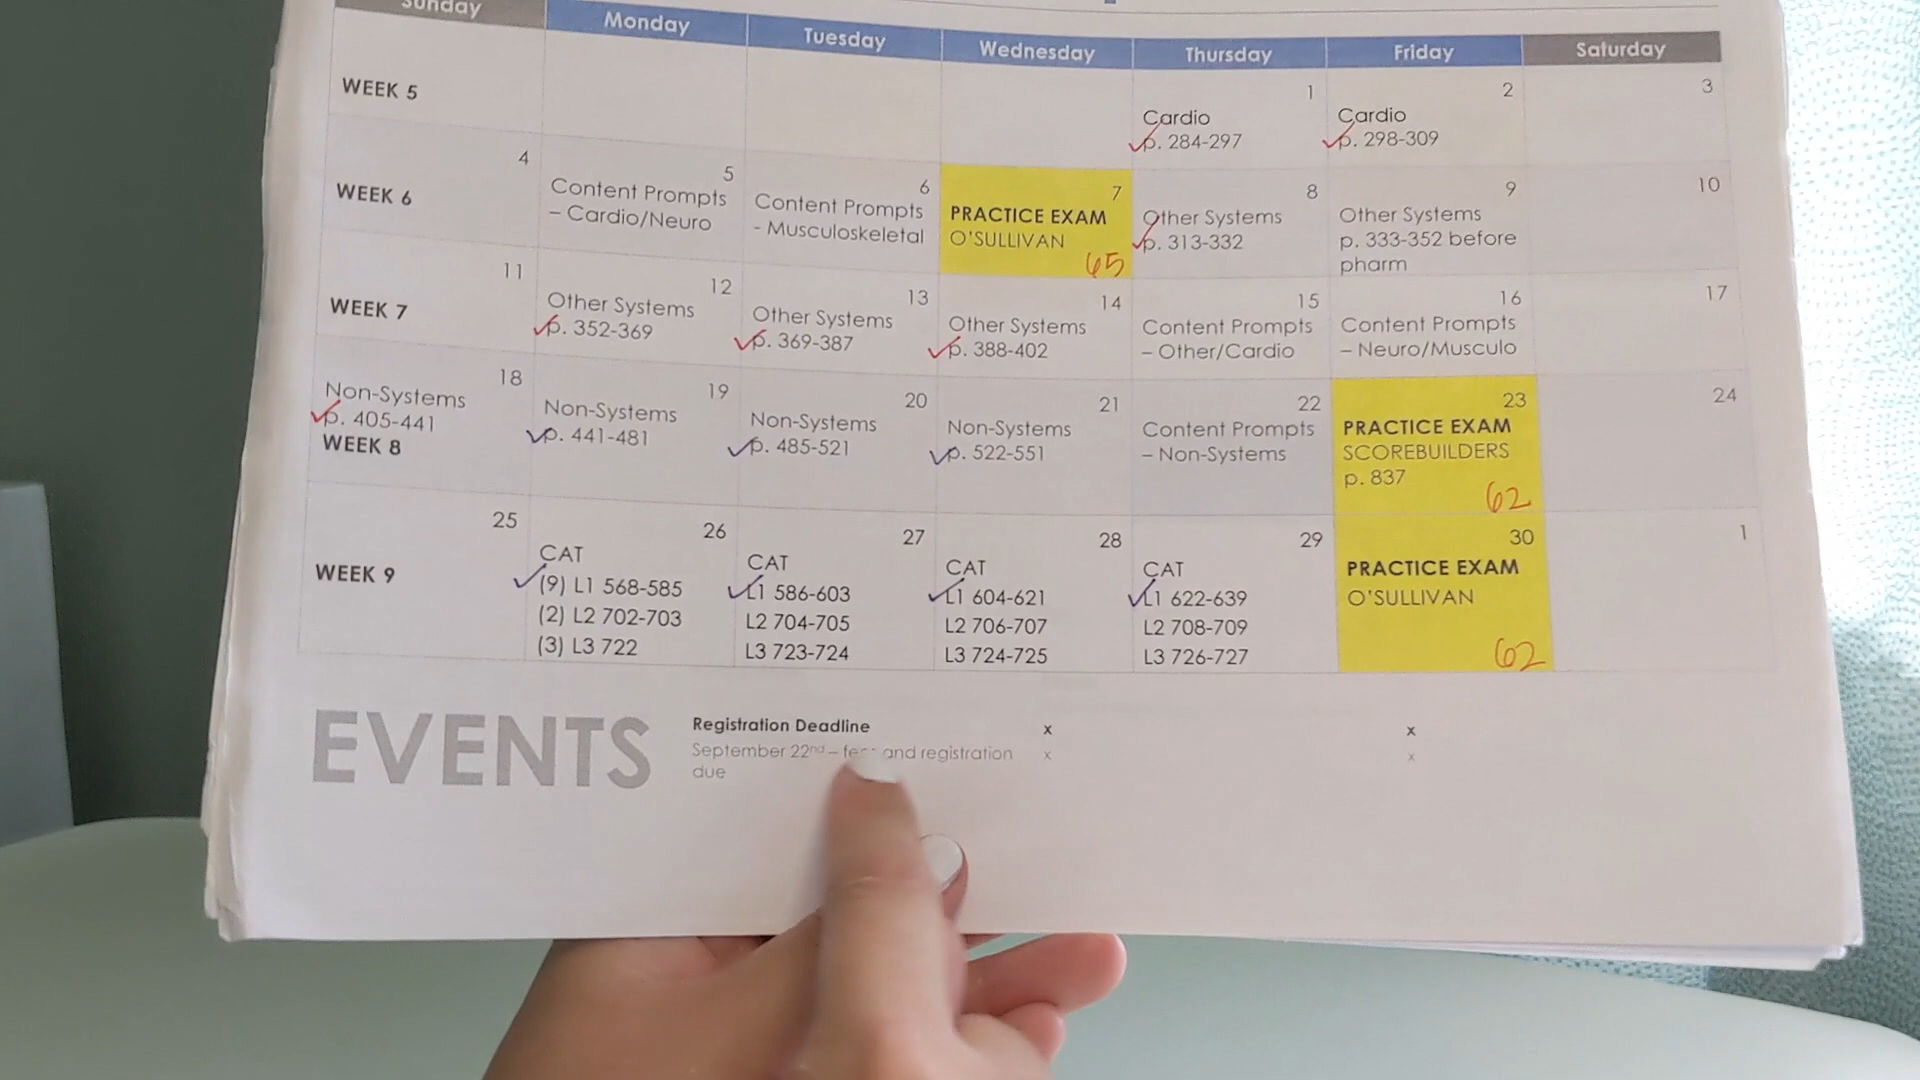 Sunday Monday Tuesday Wednesday Thursday Friday Saturday
WEEK 5
1
Cardio
p. 284-297
2
Cardio
p. 298-309
3
4
WEEK 6
5
Content Prompts
– Cardio/Neuro
6
Content Prompts
- Musculoskeletal
7
PRACTICE EXAM
O'SULLIVAN
65
8
Other Systems
p. 313-332
9
Other Systems
p. 333-352 before
pharm
10
11
WEEK 7
12
Other Systems
p. 352-369
13
Other Systems
p. 369-387
14
Other Systems
p. 388-402
15
Content Prompts
– Other/Cardio
16
Content Prompts
– Neuro/Musculo
17
18
Non-Systems
p. 405-441
WEEK 8
19
Non-Systems
p. 441-481
20
Non-Systems
p. 485-521
21
Non-Systems
p. 522-551
22
Content Prompts
– Non-Systems
23
PRACTICE EXAM
SCOREBUILDERS
p. 837
62
24
25
WEEK 9
26
CAT
(9) L1 568-585
(2) L2 702-703
(3) L3 722
27
CAT
L1 586-603
L2 704-705
L3 723-724
28
CAT
L1 604-621
L2 706-707
L3 724-725
29
CAT
L1 622-639
L2 708-709
L3 726-727
30
PRACTICE EXAM
O'SULLIVAN
62
1
EVENTS
Registration Deadline
September 22nd – and registration
due
x
x
x
x